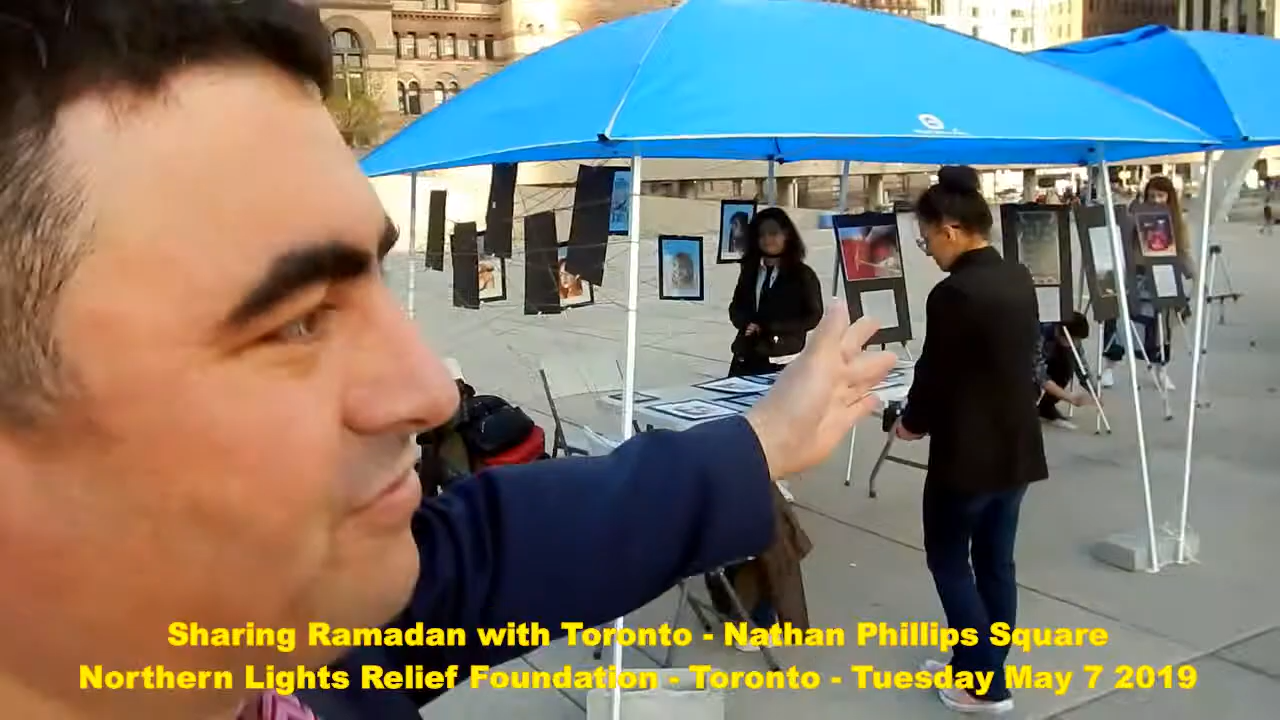 Sharing Ramadan with Toronto - Nathan Phillips Square
Northern Lights Relief Foundation - Toronto - Tuesday May 7 2019